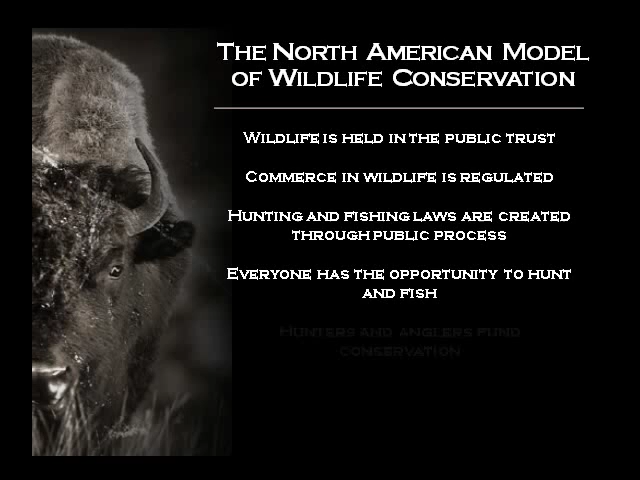 The North American Model
of Wildlife Conservation
Wildlife is held in the public trust
Commerce in wildlife is regulated
Hunting and fishing laws are created
through public process
Everyone has the opportunity to hunt
and fish
Hunters and anglers fund
conservation